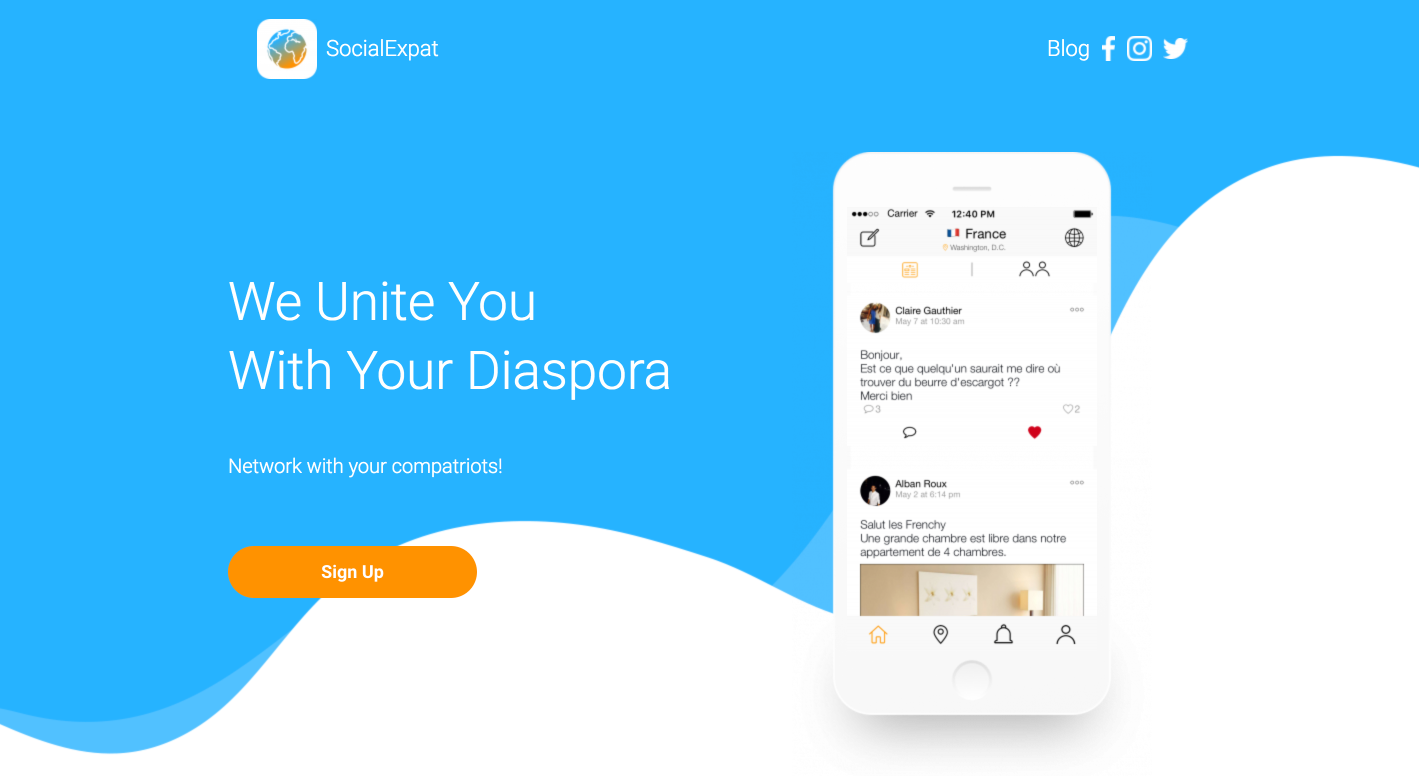 SocialExpat
Blog
We Unite You
With Your Diaspora
Network with your compatriots!
Sign Up
Carrier 12:40 PM
France
Washington, D.C.
Claire Gauthier
May 7 at 10:30 am
Bonjour,
Est ce que quelqu'un saurait me dire où
trouver du beurre d'escargot ??
Merci bien
3 2
Alban Roux
May 2 at 6:14 pm
Salut les Frenchy
Une grande chambre est libre dans notre
appartement de 4 chambres.